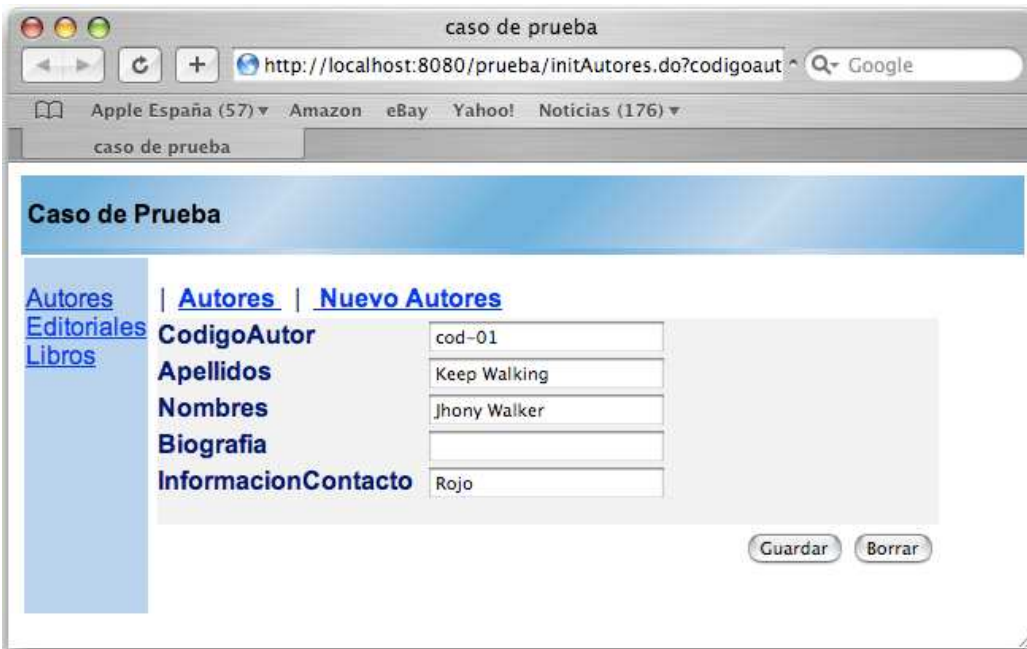 caso de prueba
http://localhost:8080/prueba/initAutores.do?codigoaut Google
Apple España (57) Amazon eBay Yahoo! Noticias (176)
caso de prueba
Caso de Prueba
Autores
Editoriales
Libros
| Autores | Nuevo Autores
CodigoAutor cod-01
Apellidos Keep Walking
Nombres Jhony Walker
Biografia
InformacionContacto Rojo
Guardar Borrar